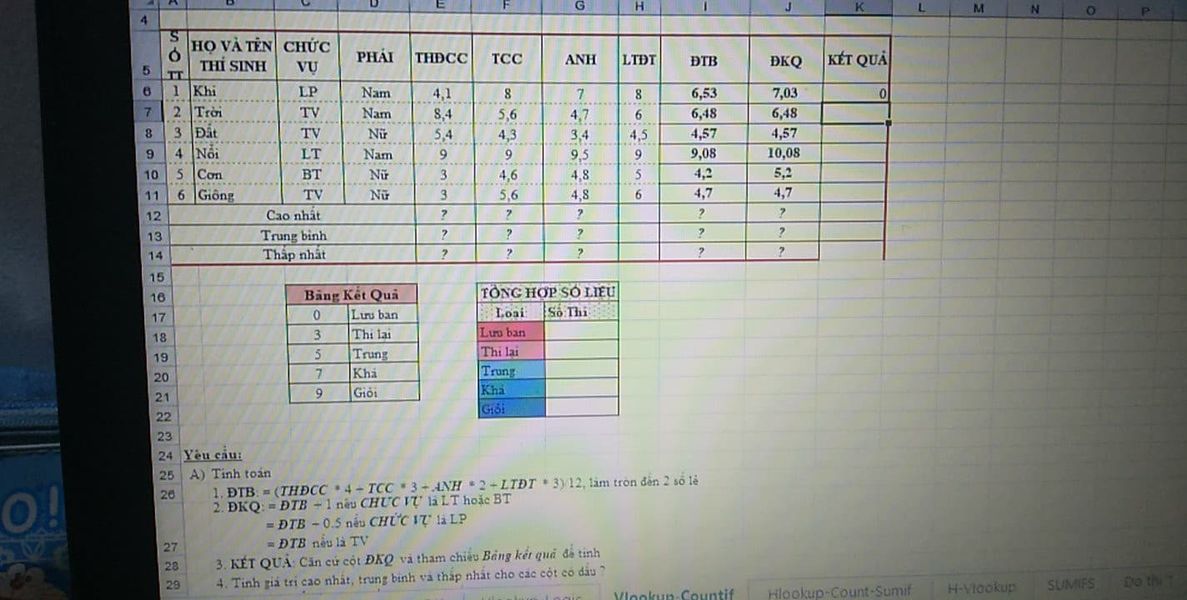 A B C D E F G H I J K L M N O P
4
5 SỐ TT HỌ VÀ TÊN THÍ SINH CHỨC VỤ PHÁI THĐCC TCC ANH LTĐT ĐTB ĐKQ KẾT QUẢ
6 1 Khi LP Nam 4,1 8 7 8 6,53 7,03 0
7 2 Trời TV Nam 8,4 5,6 4,7 6 6,48 6,48
8 3 Đất TV Nữ 5,4 4,3 3,4 4,5 4,57 4,57
9 4 Nổi LT Nam 9 9 9,5 9 9,08 10,08
10 5 Cơn BT Nữ 3 4,6 4,8 5 4,2 5,2
11 6 Giông TV Nữ 3 5,6 4,8 6 4,7 4,7
12 Cao nhất ? ? ? ? ?
13 Trung bình ? ? ? ? ?
14 Thấp nhất ? ? ? ? ?
15
16 Bảng Kết Quả TỔNG HỢP SỐ LIỆU
17 0 Lưu ban Loại Số Thí
18 3 Thi lại Lưu ban
19 5 Trung Thi lại
20 7 Khá Trung
21 9 Giỏi Khá
22 Giỏi
23
24 Yêu cầu:
25 A) Tính toán
26 1. ĐTB: = (THĐCC * 4 + TCC * 3 + ANH * 2 + LTĐT * 3)/12, làm tròn đến 2 số lẻ
2. ĐKQ: = ĐTB + 1 nếu CHỨC VỤ là LT hoặc BT
= ĐTB + 0.5 nếu CHỨC VỤ là LP
27 = ĐTB nếu là TV
28 3. KẾT QUẢ: Căn cứ cột ĐKQ và tham chiếu Bảng kết quả để tính
29 4. Tính giá trị cao nhất, trung bình và thấp nhất cho các cột có dấu ?
Vlookup-Countif Hlookup-Count-Sumif H-Vlookup SUMIFS Đồ thị 1
O!